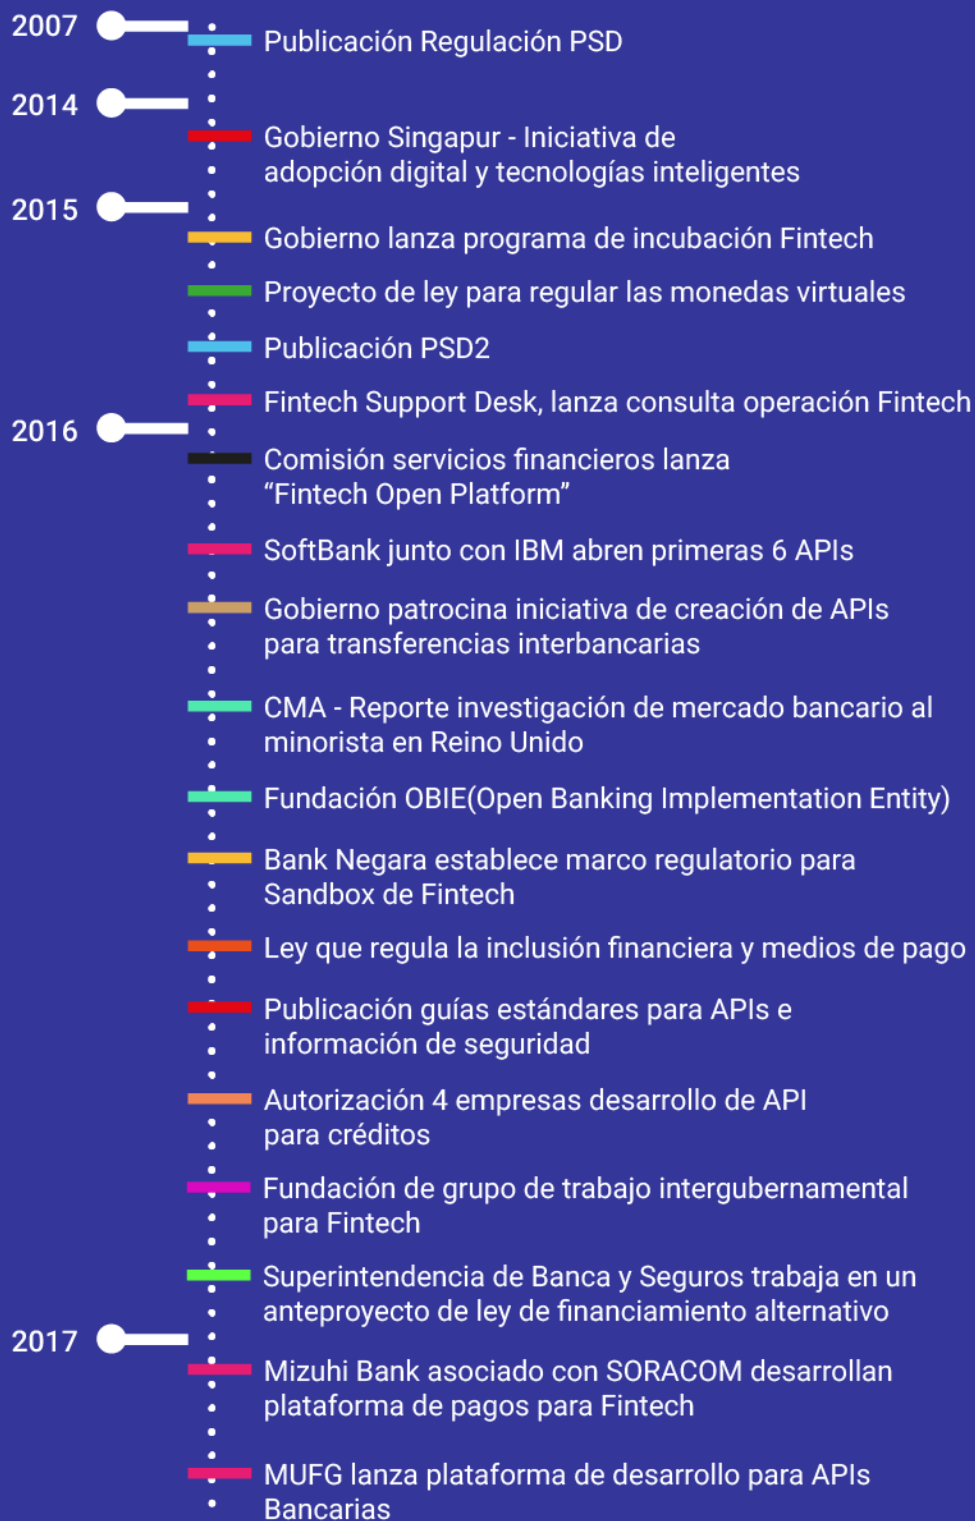 2007
Publicación Regulación PSD
2014
Gobierno Singapur - Iniciativa de
adopción digital y tecnologías inteligentes
2015
Gobierno lanza programa de incubación Fintech
Proyecto de ley para regular las monedas virtuales
Publicación PSD2
Fintech Support Desk, lanza consulta operación Fintech
2016
Comisión servicios financieros lanza
“Fintech Open Platform”
SoftBank junto con IBM abren primeras 6 APIs
Gobierno patrocina iniciativa de creación de APIs
para transferencias interbancarias
CMA - Reporte investigación de mercado bancario al
minorista en Reino Unido
Fundación OBIE(Open Banking Implementation Entity)
Bank Negara establece marco regulatorio para
Sandbox de Fintech
Ley que regula la inclusión financiera y medios de pago
Publicación guías estándares para APIs e
información de seguridad
Autorización 4 empresas desarrollo de API
para créditos
Fundación de grupo de trabajo intergubernamental
para Fintech
Superintendencia de Banca y Seguros trabaja en un
anteproyecto de ley de financiamiento alternativo
2017
Mizuhi Bank asociado con SORACOM desarrollan
plataforma de pagos para Fintech
MUFG lanza plataforma de desarrollo para APIs
Bancarias